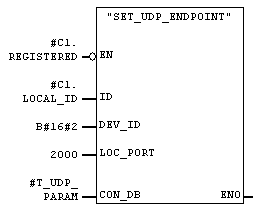 "SET_UDP_ENDPOINT"
#C1.
REGISTERED
EN
#C1.
LOCAL_ID
ID
B#16#2
DEV_ID
2000
LOC_PORT
#T_UDP_
PARAM
CON_DB
ENO